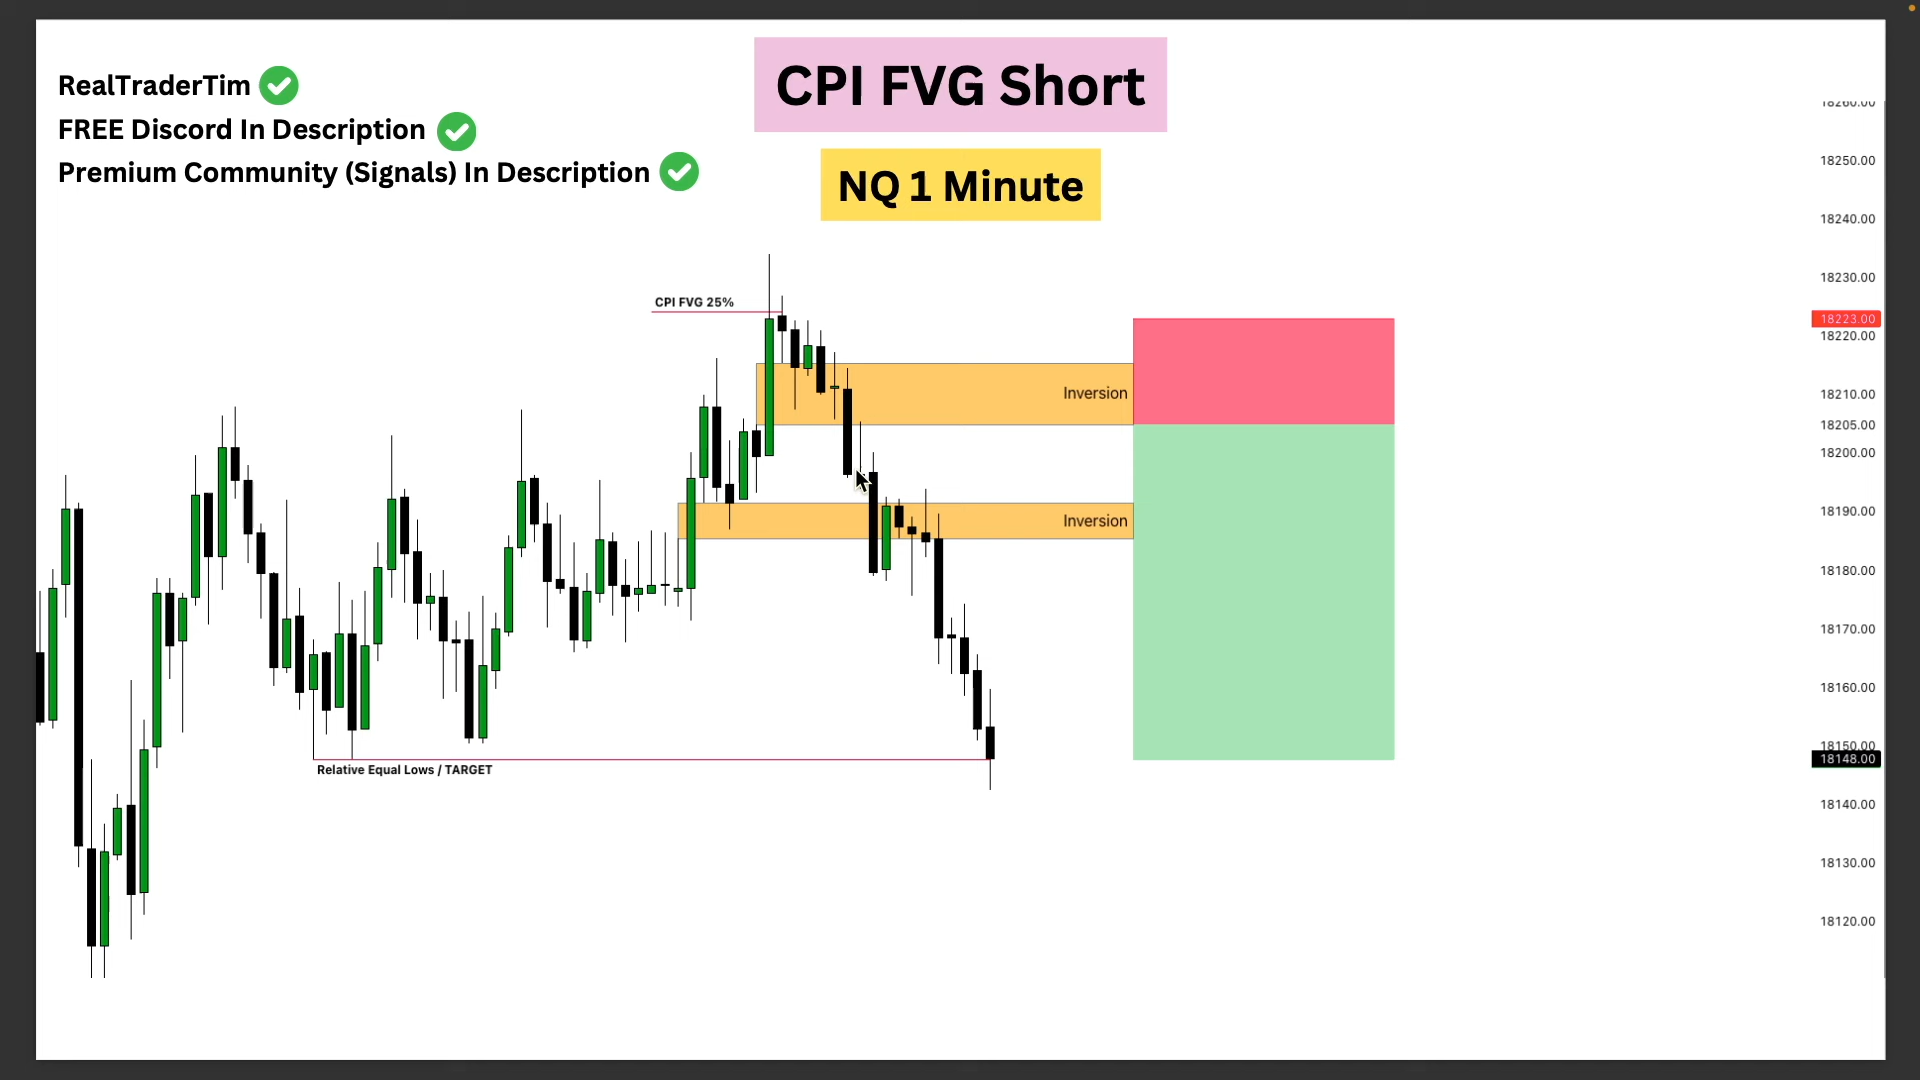 CPI FVG Short
RealTraderTim
FREE Discord In Description
Premium Community (Signals) In Description
NQ 1 Minute
18260.00
18250.00
18240.00
18230.00
18223.00
18220.00
18210.00
18205.00
18200.00
18190.00
18180.00
18170.00
18160.00
18150.00
18148.00
18140.00
18130.00
18120.00
CPI FVG 25%
Inversion
Inversion
Relative Equal Lows / TARGET